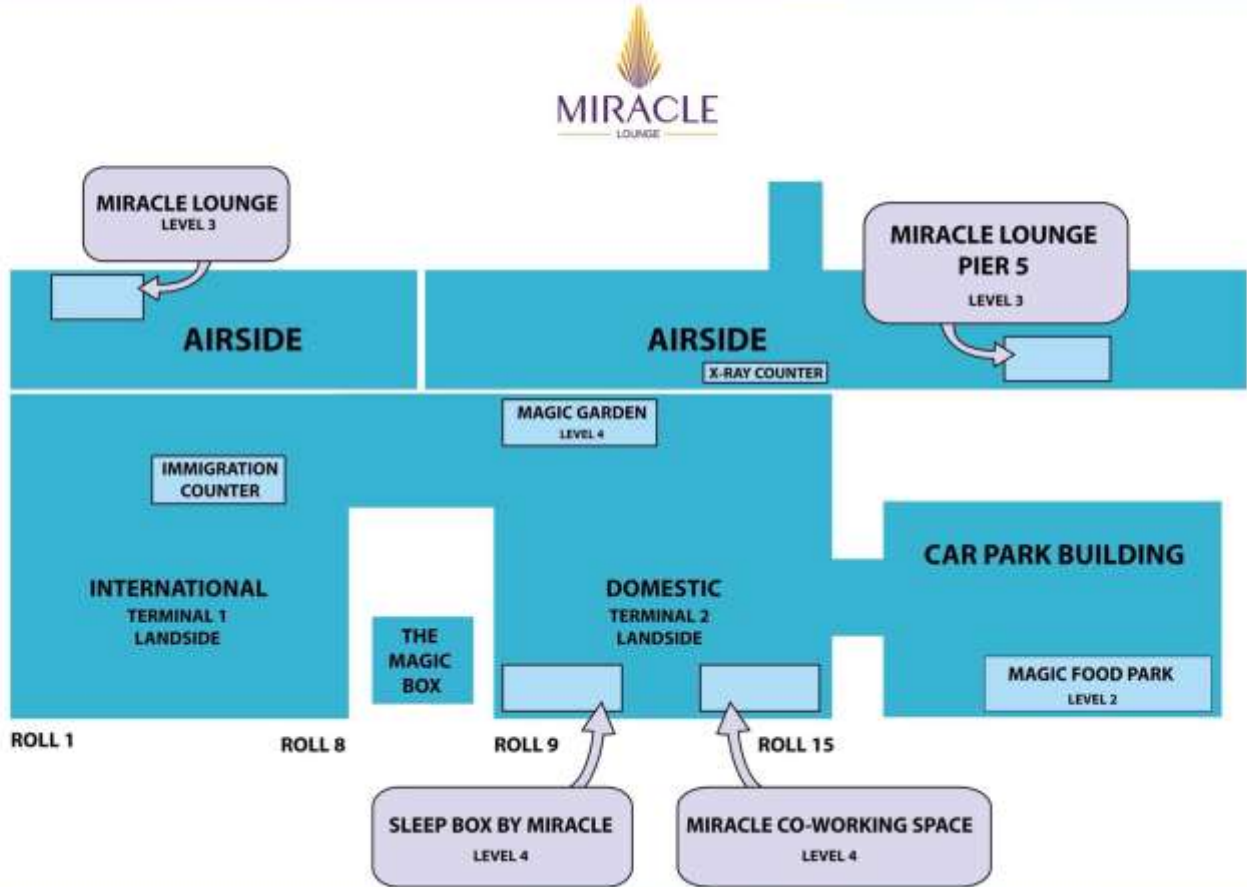 MIRACLE
LOUNGE
MIRACLE LOUNGE
LEVEL 3
MIRACLE LOUNGE
PIER 5
LEVEL 3
AIRSIDE
AIRSIDE
X-RAY COUNTER
MAGIC GARDEN
LEVEL 4
IMMIGRATION
COUNTER
INTERNATIONAL
TERMINAL 1
LANDSIDE
THE
MAGIC
BOX
DOMESTIC
TERMINAL 2
LANDSIDE
CAR PARK BUILDING
MAGIC FOOD PARK
LEVEL 2
ROLL 1
ROLL 8
ROLL 9
ROLL 15
SLEEP BOX BY MIRACLE
LEVEL 4
MIRACLE CO-WORKING SPACE
LEVEL 4